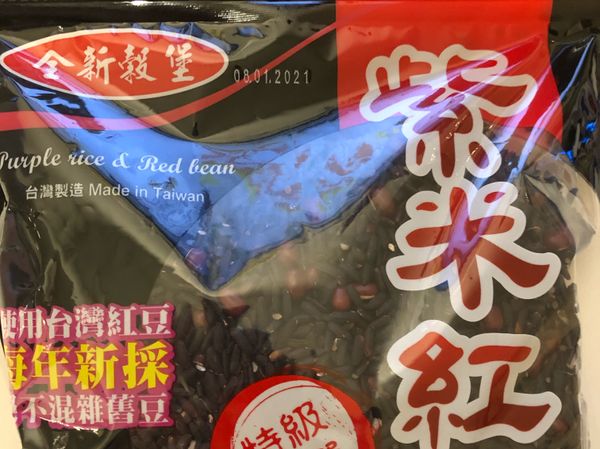 全新穀堡
08.01.2021
Purple rice & Red bean
台灣製造 Made in Taiwan
紫米紅
使用台灣紅豆
每年新採
不混雜舊豆
特級